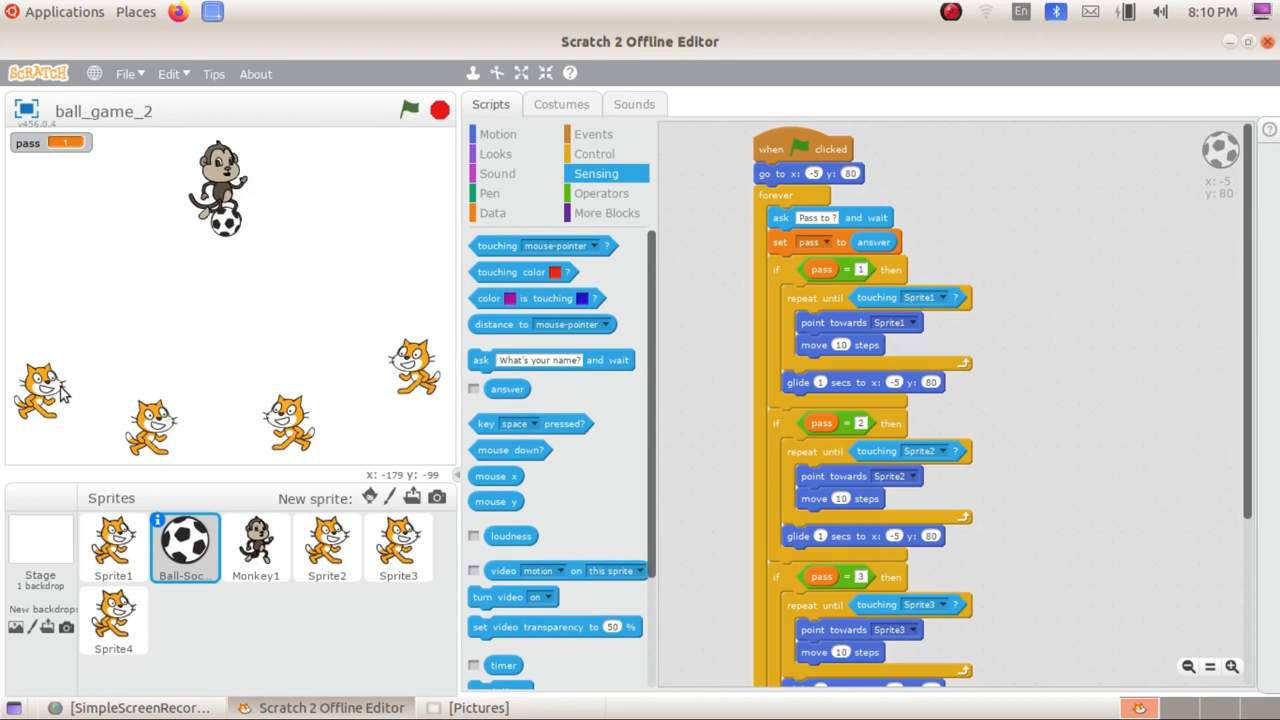 Applications Places En 8:10 PM
Scratch 2 Offline Editor
SCRATCH File Edit Tips About
ball_game_2
v456.0.4
pass 1
x: -179 y: -99
Sprites New sprite:
Stage
1 backdrop
New backdrop:
Sprite1 Ball-Soc... Monkey1 Sprite2 Sprite3
Sprite4
Scripts Costumes Sounds
Motion Events
Looks Control
Sound Sensing
Pen Operators
Data More Blocks
touching mouse-pointer ?
touching color ?
color is touching ?
distance to mouse-pointer
ask What's your name? and wait
answer
key space pressed?
mouse down?
mouse x
mouse y
loudness
video motion on this sprite
turn video on
set video transparency to 50 %
timer
when clicked
go to x: -5 y: 80
forever
ask Pass to ? and wait
set pass to answer
if pass = 1 then
repeat until touching Sprite1 ?
point towards Sprite1
move 10 steps
glide 1 secs to x: -5 y: 80
if pass = 2 then
repeat until touching Sprite2 ?
point towards Sprite2
move 10 steps
glide 1 secs to x: -5 y: 80
if pass = 3 then
repeat until touching Sprite3 ?
point towards Sprite3
move 10 steps
x: -5
y: 80
[SimpleScreenRecor... Scratch 2 Offline Editor [Pictures]